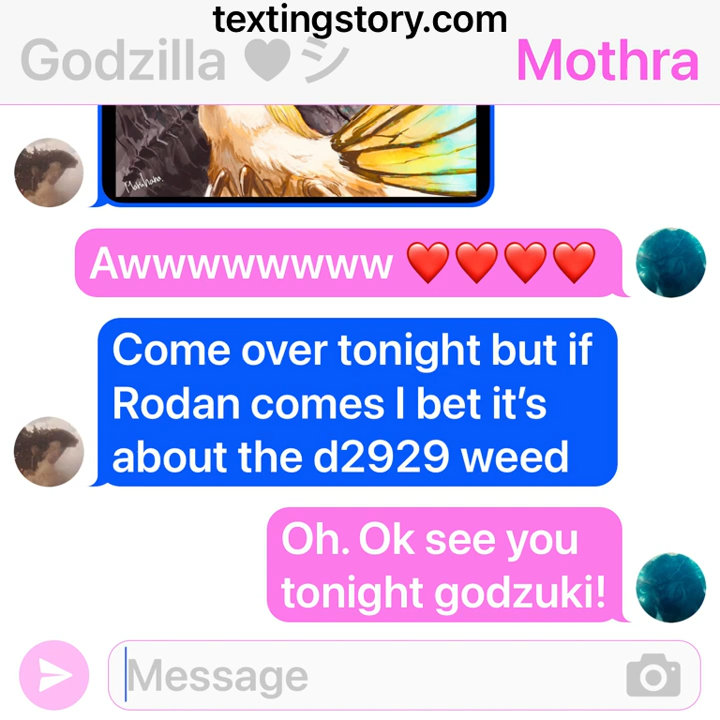 textingstory.com
Godzilla 🩶シ
Mothra
Awwwwwwwww ❤️❤️❤️❤️
Come over tonight but if
Rodan comes I bet it’s
about the d2929 weed
Oh. Ok see you
tonight godzuki!
Message